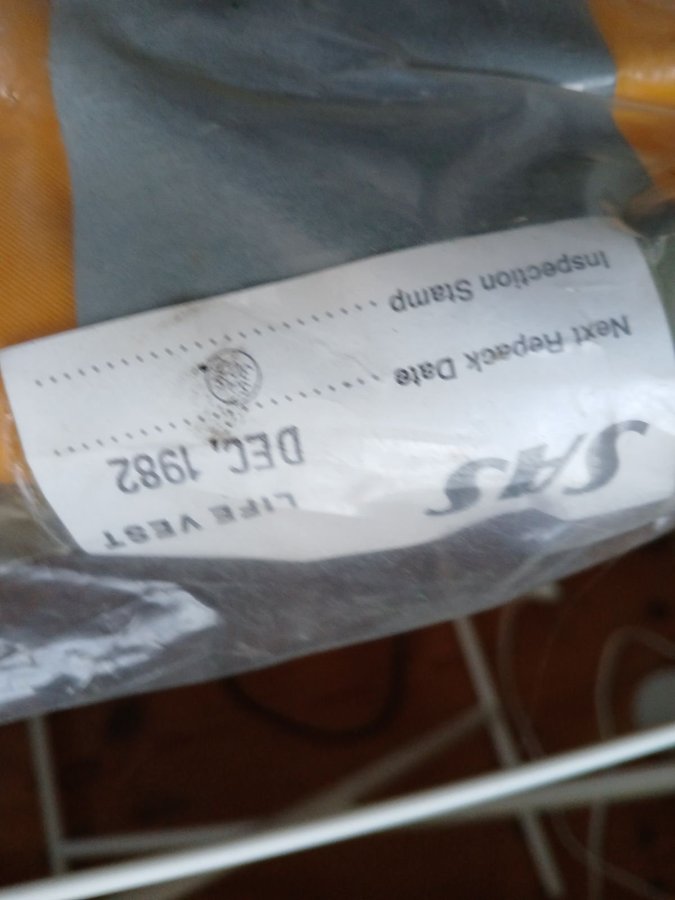 SAS LIFE VEST
Next Repack Date DEC, 1982
Inspection Stamp